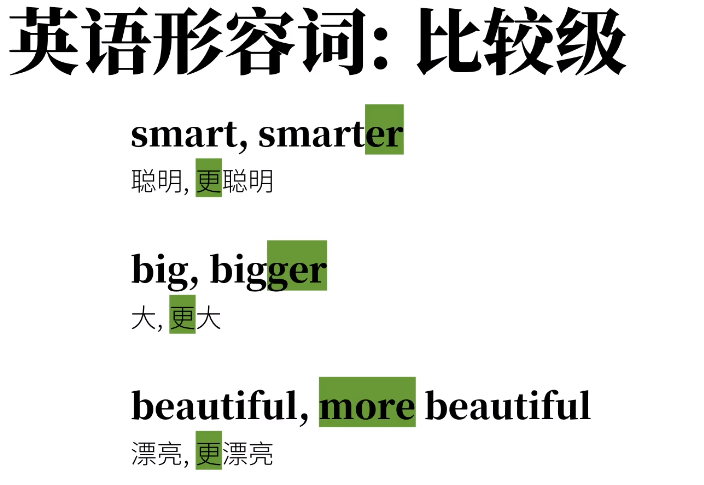 英语形容词: 比较级
smart, smarter
聪明, 更聪明
big, bigger
大, 更大
beautiful, more beautiful
漂亮, 更漂亮